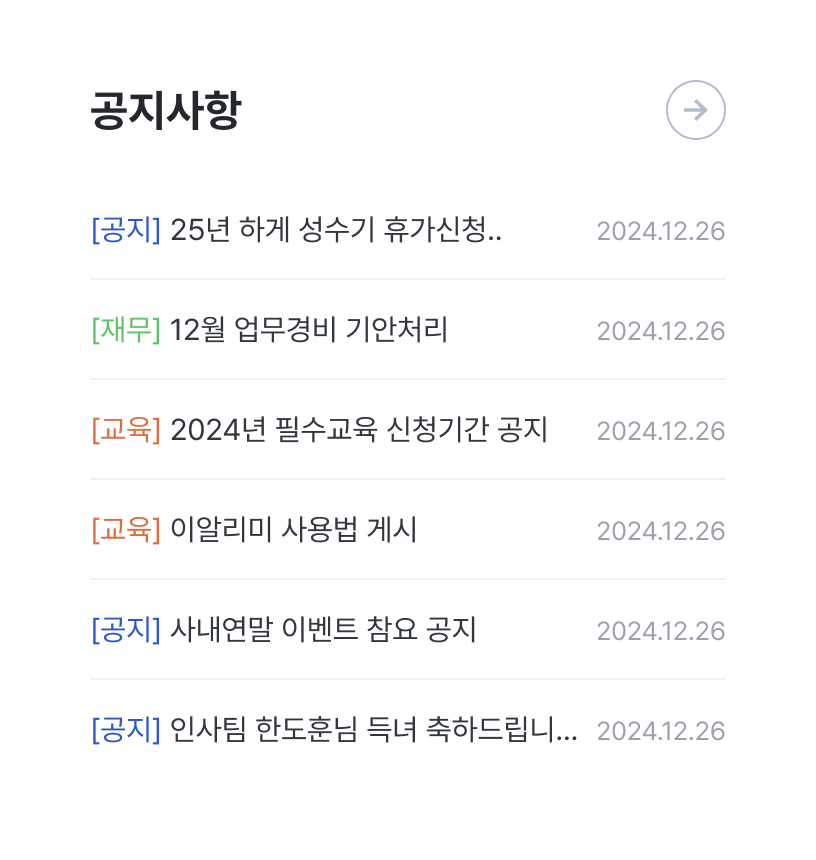 공지사항
[공지] 25년 하게 성수기 휴가신청.. 2024.12.26
[재무] 12월 업무경비 기안처리 2024.12.26
[교육] 2024년 필수교육 신청기간 공지 2024.12.26
[교육] 이알리미 사용법 게시 2024.12.26
[공지] 사내연말 이벤트 참요 공지 2024.12.26
[공지] 인사팀 한도훈님 득녀 축하드립니... 2024.12.26